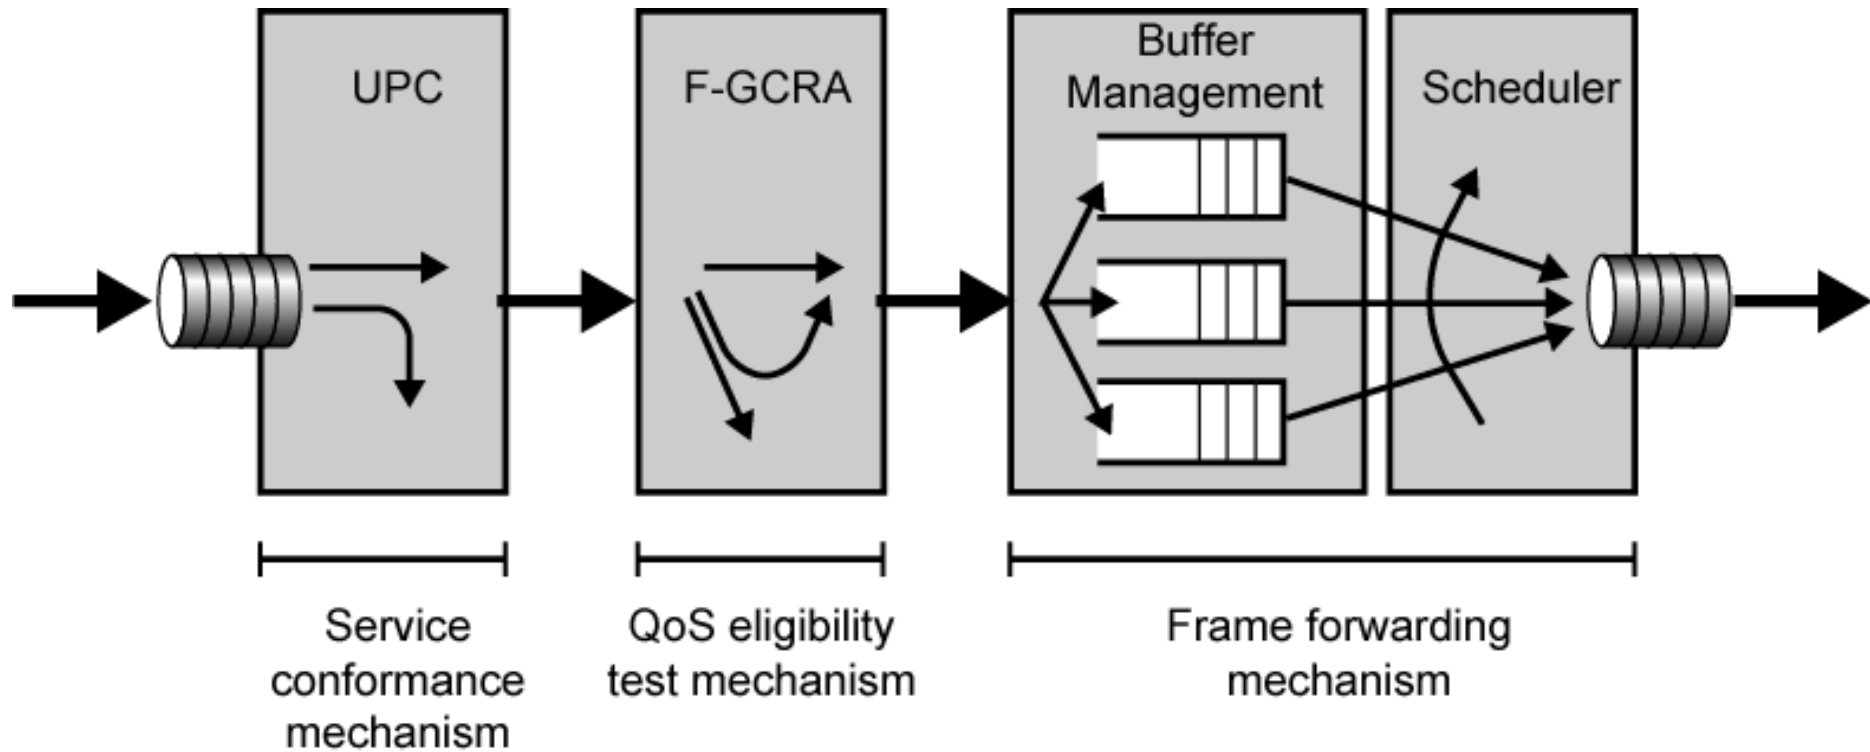 UPC
F-GCRA
Buffer
Management
Scheduler
Service
conformance
mechanism
QoS eligibility
test mechanism
Frame forwarding
mechanism